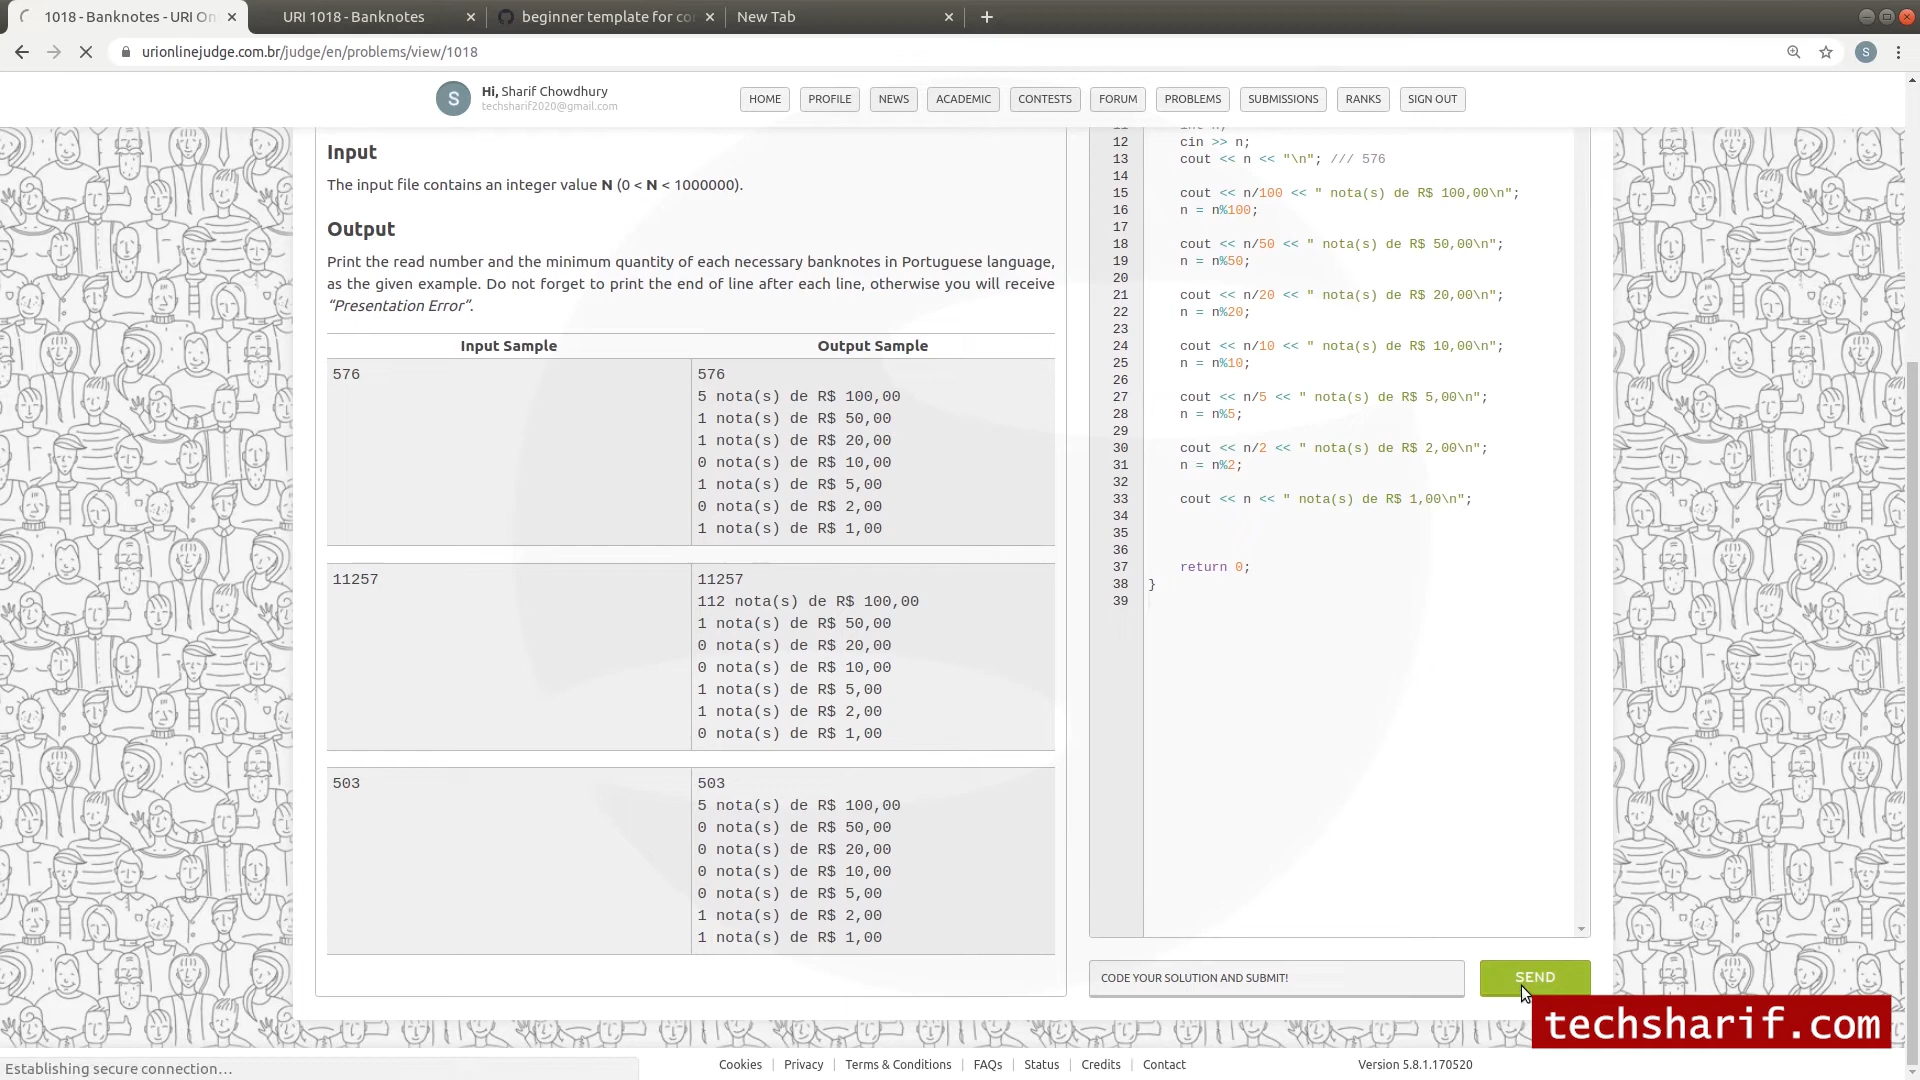 1018 - Banknotes - URI On
URI 1018 - Banknotes
beginner template for co
New Tab
urionlinejudge.com.br/judge/en/problems/view/1018
S
S
Hi, Sharif Chowdhury
techsharif2020@gmail.com
HOME
PROFILE
NEWS
ACADEMIC
CONTESTS
FORUM
PROBLEMS
SUBMISSIONS
RANKS
SIGN OUT
Input
The input file contains an integer value N (0 < N < 1000000).
Output
Print the read number and the minimum quantity of each necessary banknotes in Portuguese language,
as the given example. Do not forget to print the end of line after each line, otherwise you will receive
“Presentation Error“.
Input Sample
Output Sample
576
576
5 nota(s) de R$ 100,00
1 nota(s) de R$ 50,00
1 nota(s) de R$ 20,00
0 nota(s) de R$ 10,00
1 nota(s) de R$ 5,00
0 nota(s) de R$ 2,00
1 nota(s) de R$ 1,00
11257
11257
112 nota(s) de R$ 100,00
1 nota(s) de R$ 50,00
0 nota(s) de R$ 20,00
0 nota(s) de R$ 10,00
1 nota(s) de R$ 5,00
1 nota(s) de R$ 2,00
0 nota(s) de R$ 1,00
503
503
5 nota(s) de R$ 100,00
0 nota(s) de R$ 50,00
0 nota(s) de R$ 20,00
0 nota(s) de R$ 10,00
0 nota(s) de R$ 5,00
1 nota(s) de R$ 2,00
1 nota(s) de R$ 1,00
12 cin >> n;
13 cout << n << "\n"; /// 576
14
15 cout << n/100 << " nota(s) de R$ 100,00\n";
16 n = n%100;
17
18 cout << n/50 << " nota(s) de R$ 50,00\n";
19 n = n%50;
20
21 cout << n/20 << " nota(s) de R$ 20,00\n";
22 n = n%20;
23
24 cout << n/10 << " nota(s) de R$ 10,00\n";
25 n = n%10;
26
27 cout << n/5 << " nota(s) de R$ 5,00\n";
28 n = n%5;
29
30 cout << n/2 << " nota(s) de R$ 2,00\n";
31 n = n%2;
32
33 cout << n << " nota(s) de R$ 1,00\n";
34
35
36
37 return 0;
38 }
39
CODE YOUR SOLUTION AND SUBMIT!
SEND
techsharif.com
Establishing secure connection...
Cookies
Privacy
Terms & Conditions
FAQs
Status
Credits
Contact
Version 5.8.1.170520